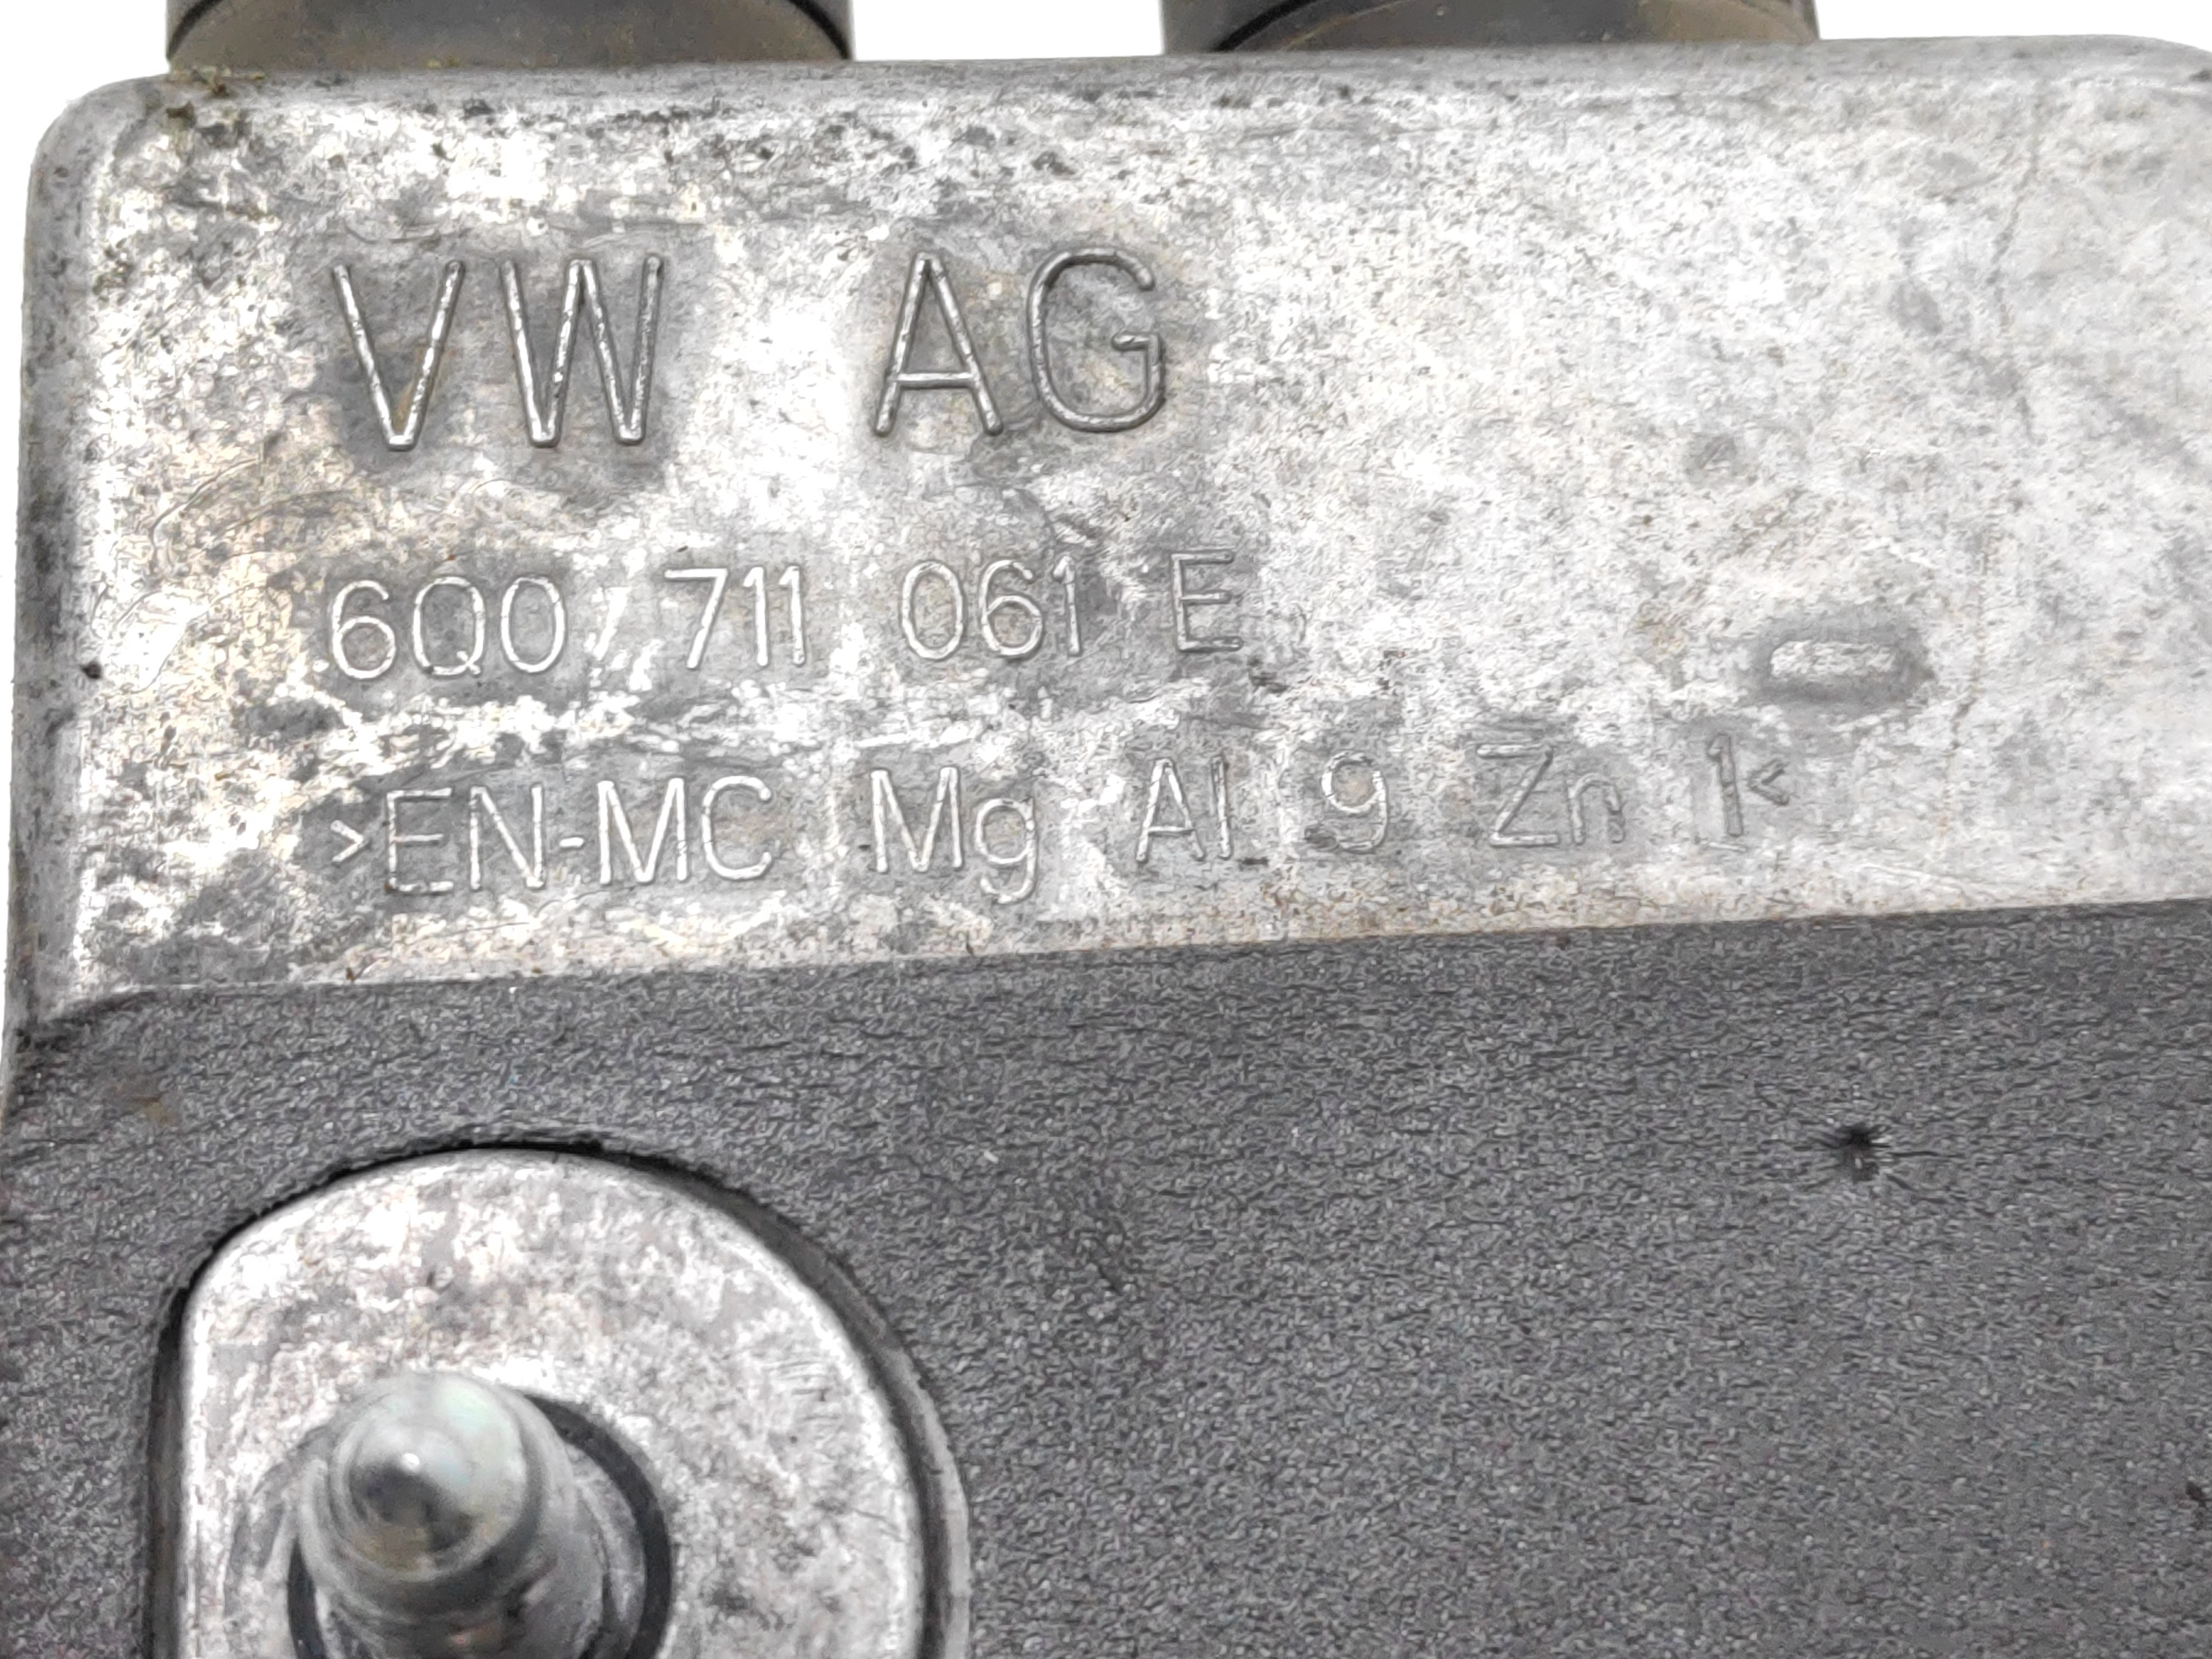 VW AG
6Q0 711 061 E
>EN-MC Mg Al 9 Zn 1<